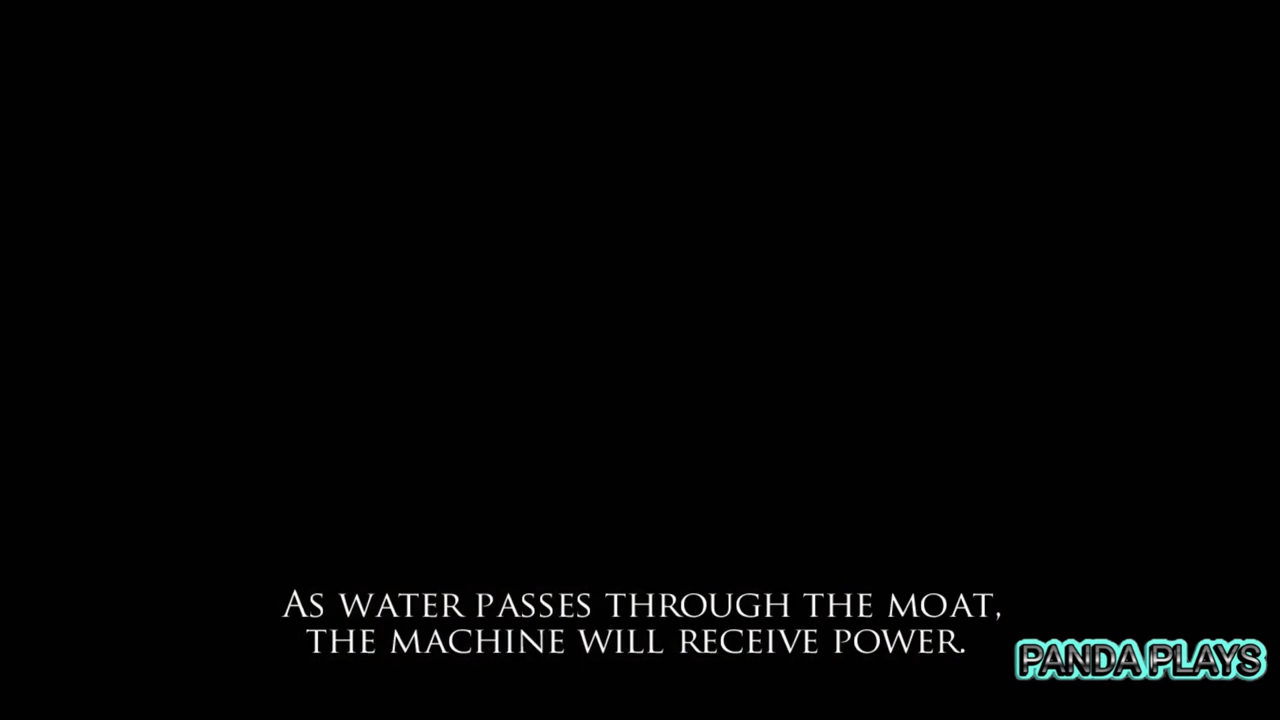 As water passes through the moat,
the machine will receive power.
PANDA PLAYS